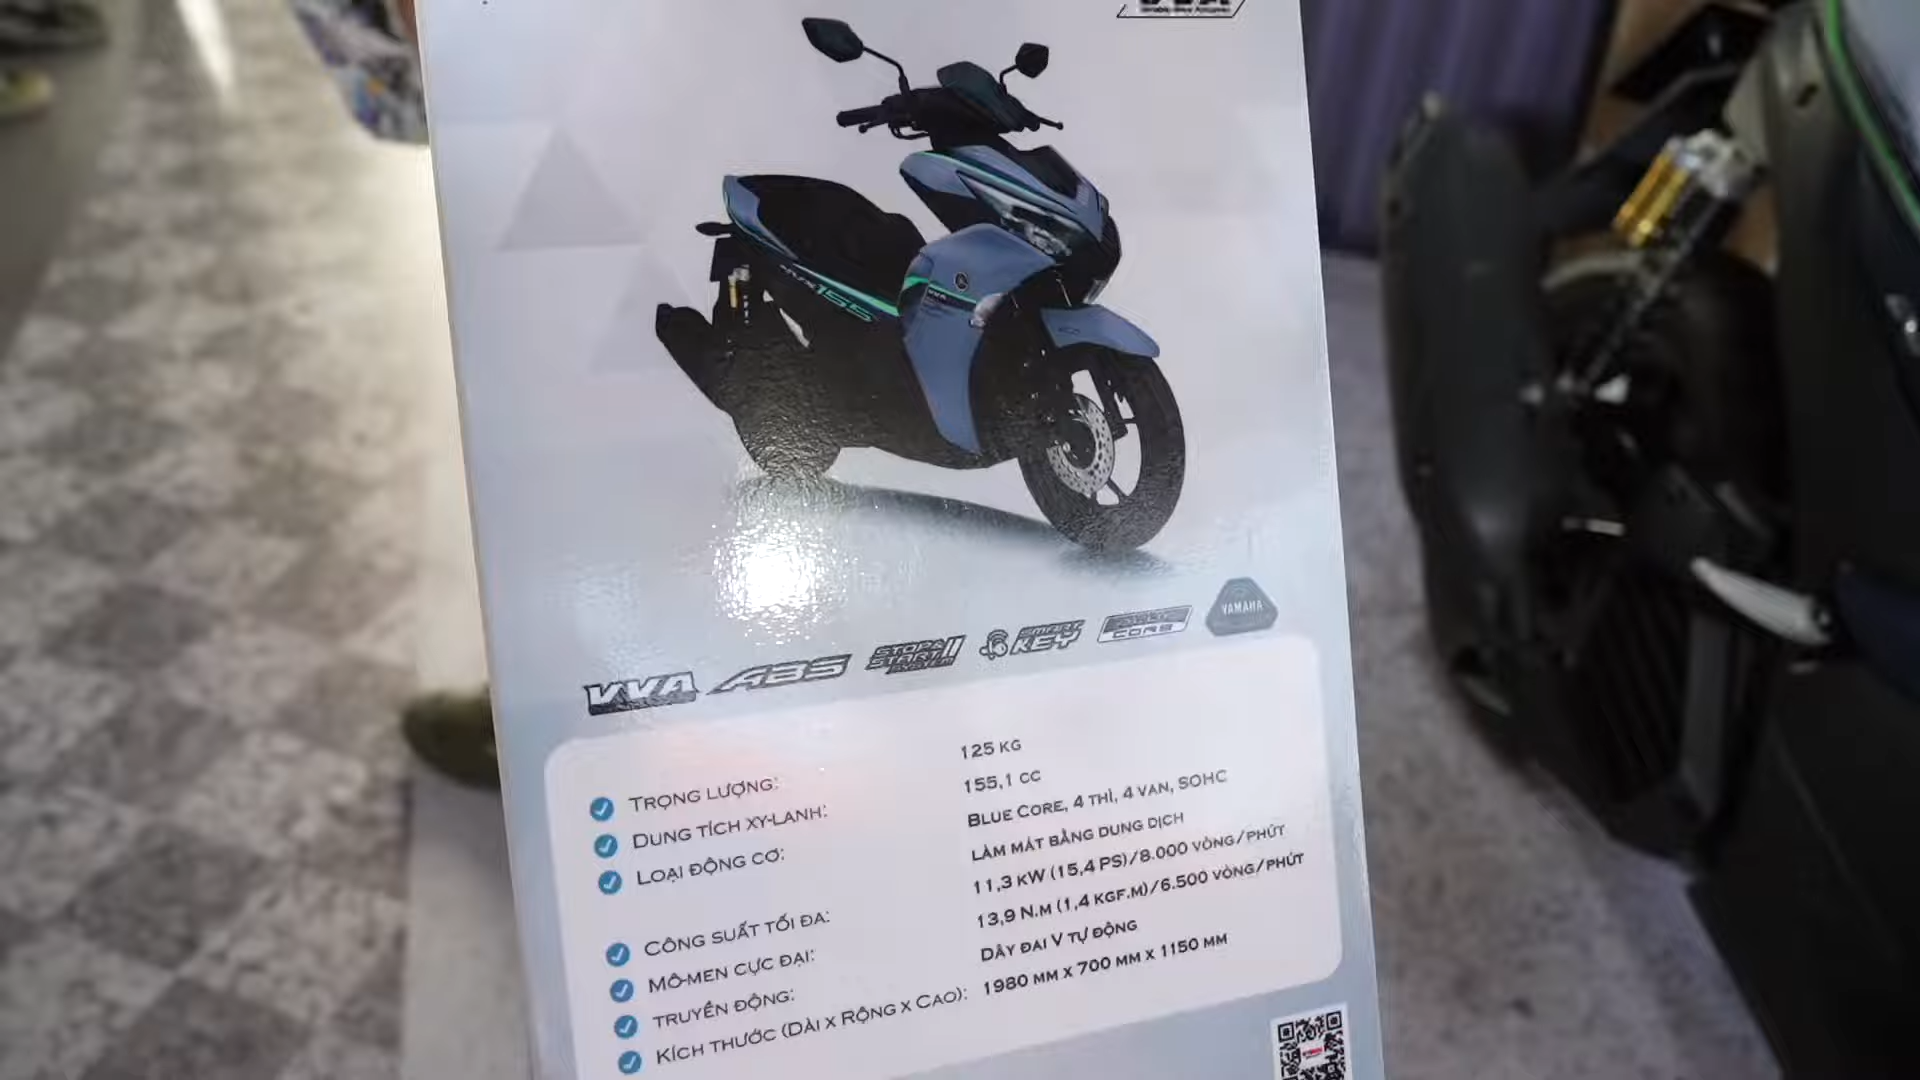 155
VVA
VVA ABS STOP & START SYSTEM SMART KEY BLUE CORE YAMAHA
TRỌNG LƯỢNG: 125 KG
DUNG TÍCH XY-LANH: 155,1 CC
LOẠI ĐỘNG CƠ: BLUE CORE, 4 THÌ, 4 VAN, SOHC
LÀM MÁT BẰNG DUNG DỊCH
CÔNG SUẤT TỐI ĐA: 11,3 KW (15,4 PS)/8.000 VÒNG/PHÚT
MÔ-MEN CỰC ĐẠI: 13,9 N.M (1,4 KGF.M)/6.500 VÒNG/PHÚT
TRUYỀN ĐỘNG: DÂY ĐAI V TỰ ĐỘNG
KÍCH THƯỚC (DÀI X RỘNG X CAO): 1980 MM X 700 MM X 1150 MM